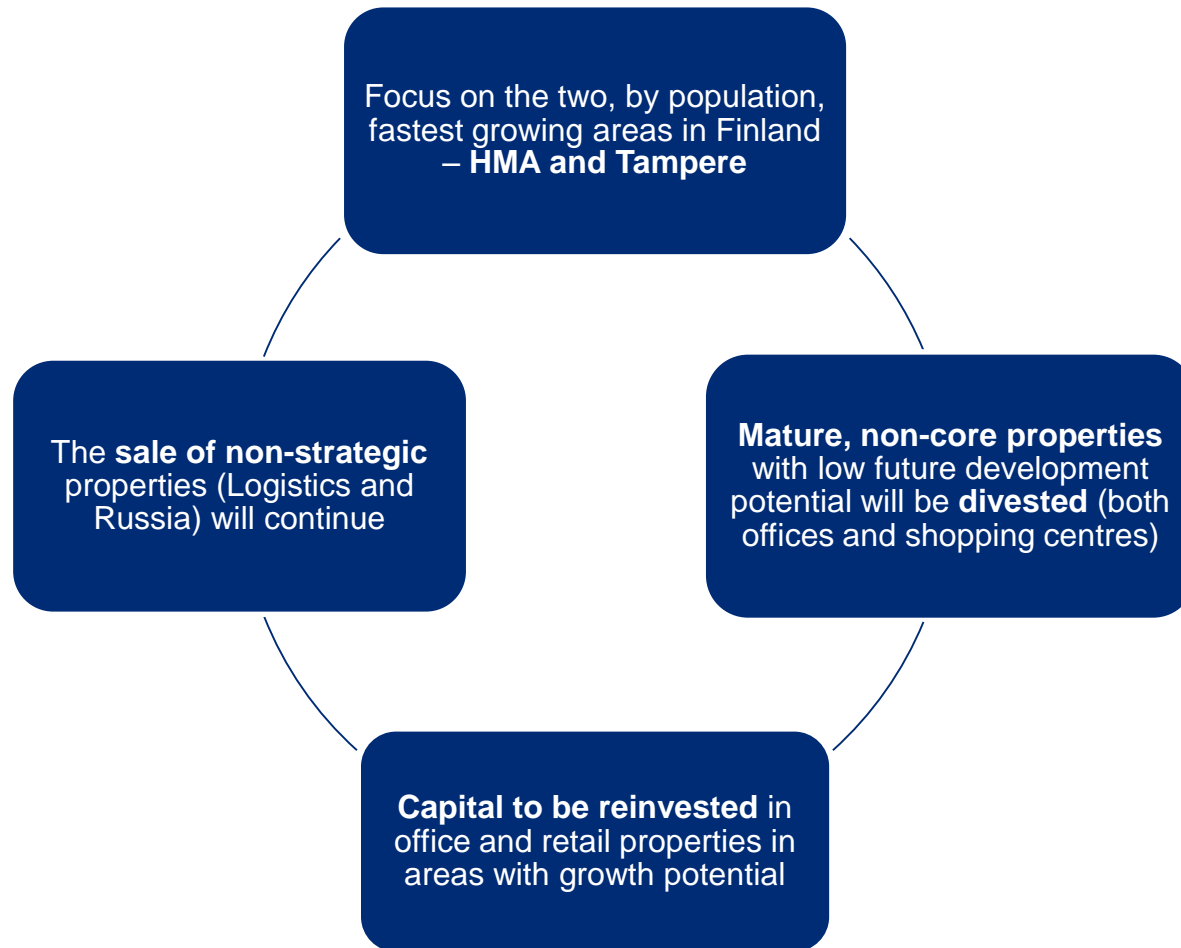 Focus on the two, by population,
fastest growing areas in Finland
– HMA and Tampere
Mature, non-core properties
with low future development
potential will be divested (both
offices and shopping centres)
Capital to be reinvested in
office and retail properties in
areas with growth potential
The sale of non-strategic
properties (Logistics and
Russia) will continue